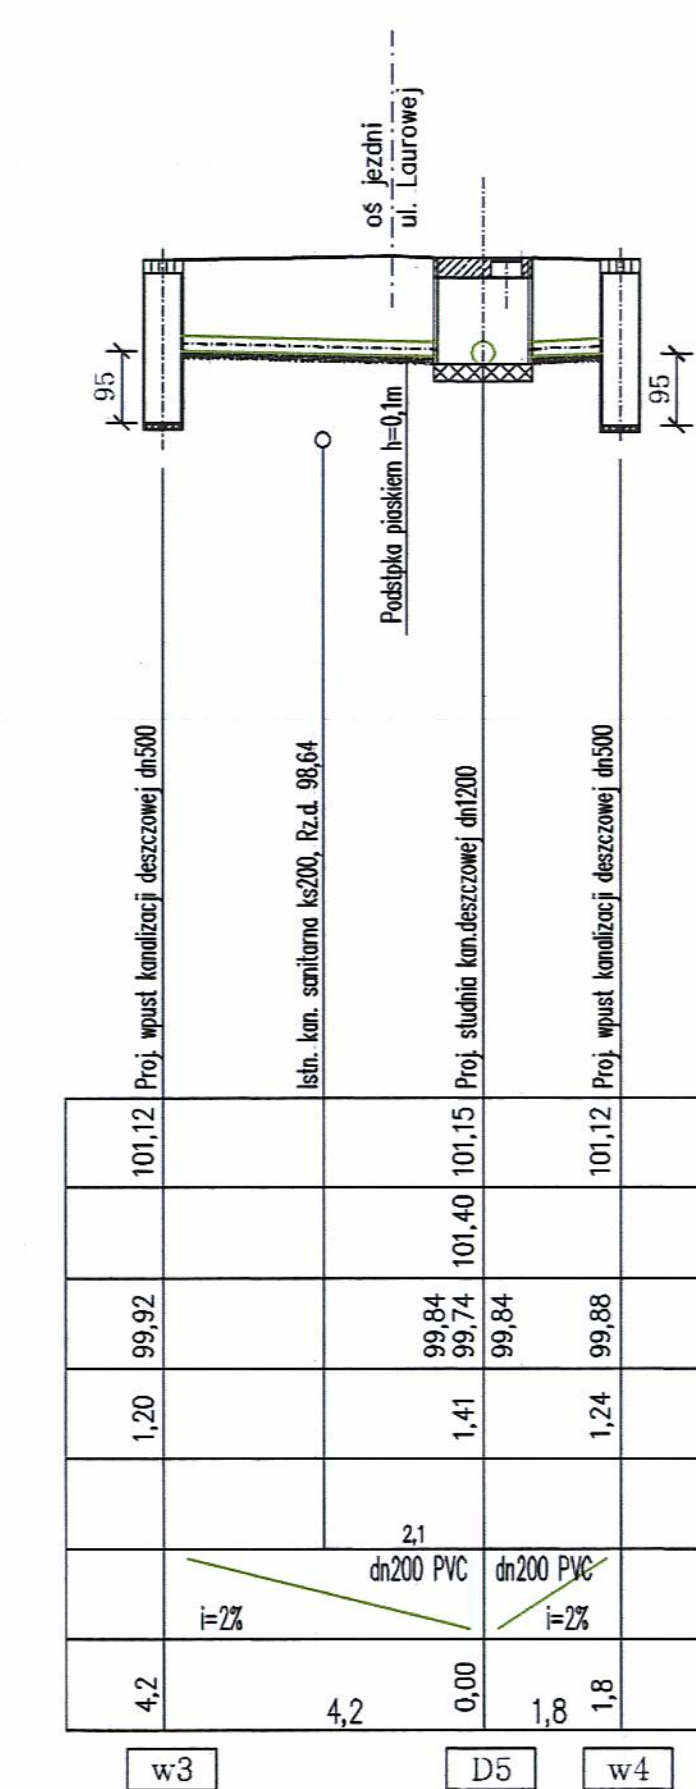 oś jezdni
ul. Laurowej
95
95
Podstpka piaskiem h=0,1m
Proj. wpust kanalizacji deszczowej dn500
Istn. kan. sanitarna ks200, Rz.d. 98,64
Proj. studnia kan.deszczowej dn1200
Proj. wpust kanalizacji deszczowej dn500
101,12
101,15
101,12
101,40
99,92
99,84
99,74
99,84
99,88
1,20
1,41
1,24
2,1
dn200 PVC
dn200 PVC
i=2%
i=2%
4,2
4,2
0,00
1,8
1,8
w3
D5
w4